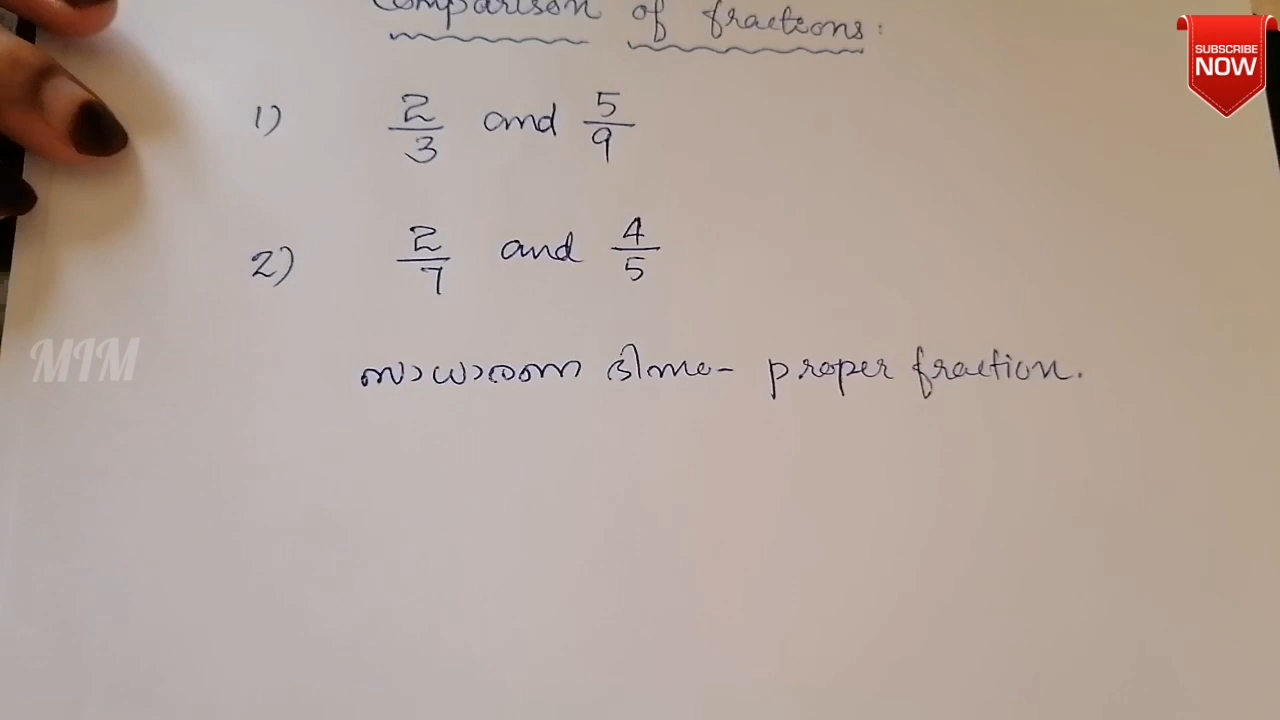 Comparison of fractions:
SUBSCRIBE
NOW
1) 2/3 and 5/9
2) 2/7 and 4/5
MIM
സാധാരണ ഭിന്നം- proper fraction.